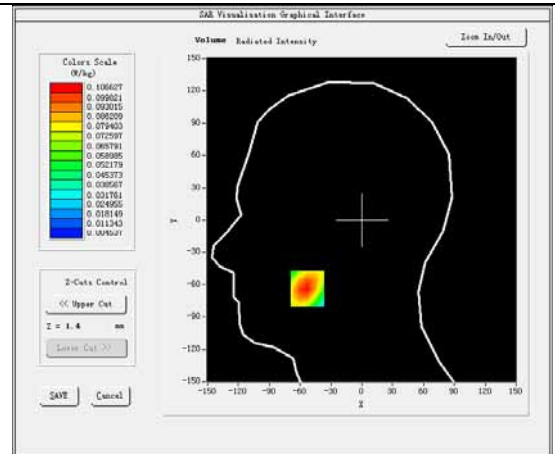 SAR Visualisation Graphical Interface
Volume Radiated Intensity
Zoom In/Out
Colors Scale
(W/kg)
0.106627
0.099821
0.093015
0.086209
0.079403
0.072597
0.065791
0.058985
0.052179
0.045373
0.038567
0.031761
0.024955
0.018149
0.011343
0.004537
Z-Cuts Control
<< Upper Cut
Z = 1.4 mm
Lower Cut >>
SAVE Cancel
150
120
90
60
30
Y 0
-30
-60
-90
-120
-150
-150 -120 -90 -60 -30 0 30 60 90 120 150
X